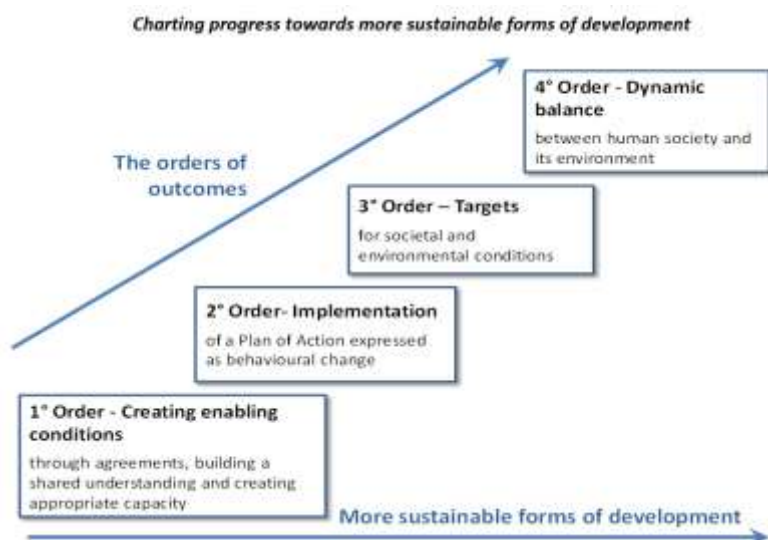 Charting progress towards more sustainable forms of development
4° Order - Dynamic
balance
between human society and
its environment
The orders of
outcomes
3° Order – Targets
for societal and
environmental conditions
2° Order- Implementation
of a Plan of Action expressed
as behavioural change
1° Order - Creating enabling
conditions
through agreements, building a
shared understanding and creating
appropriate capacity
More sustainable forms of development